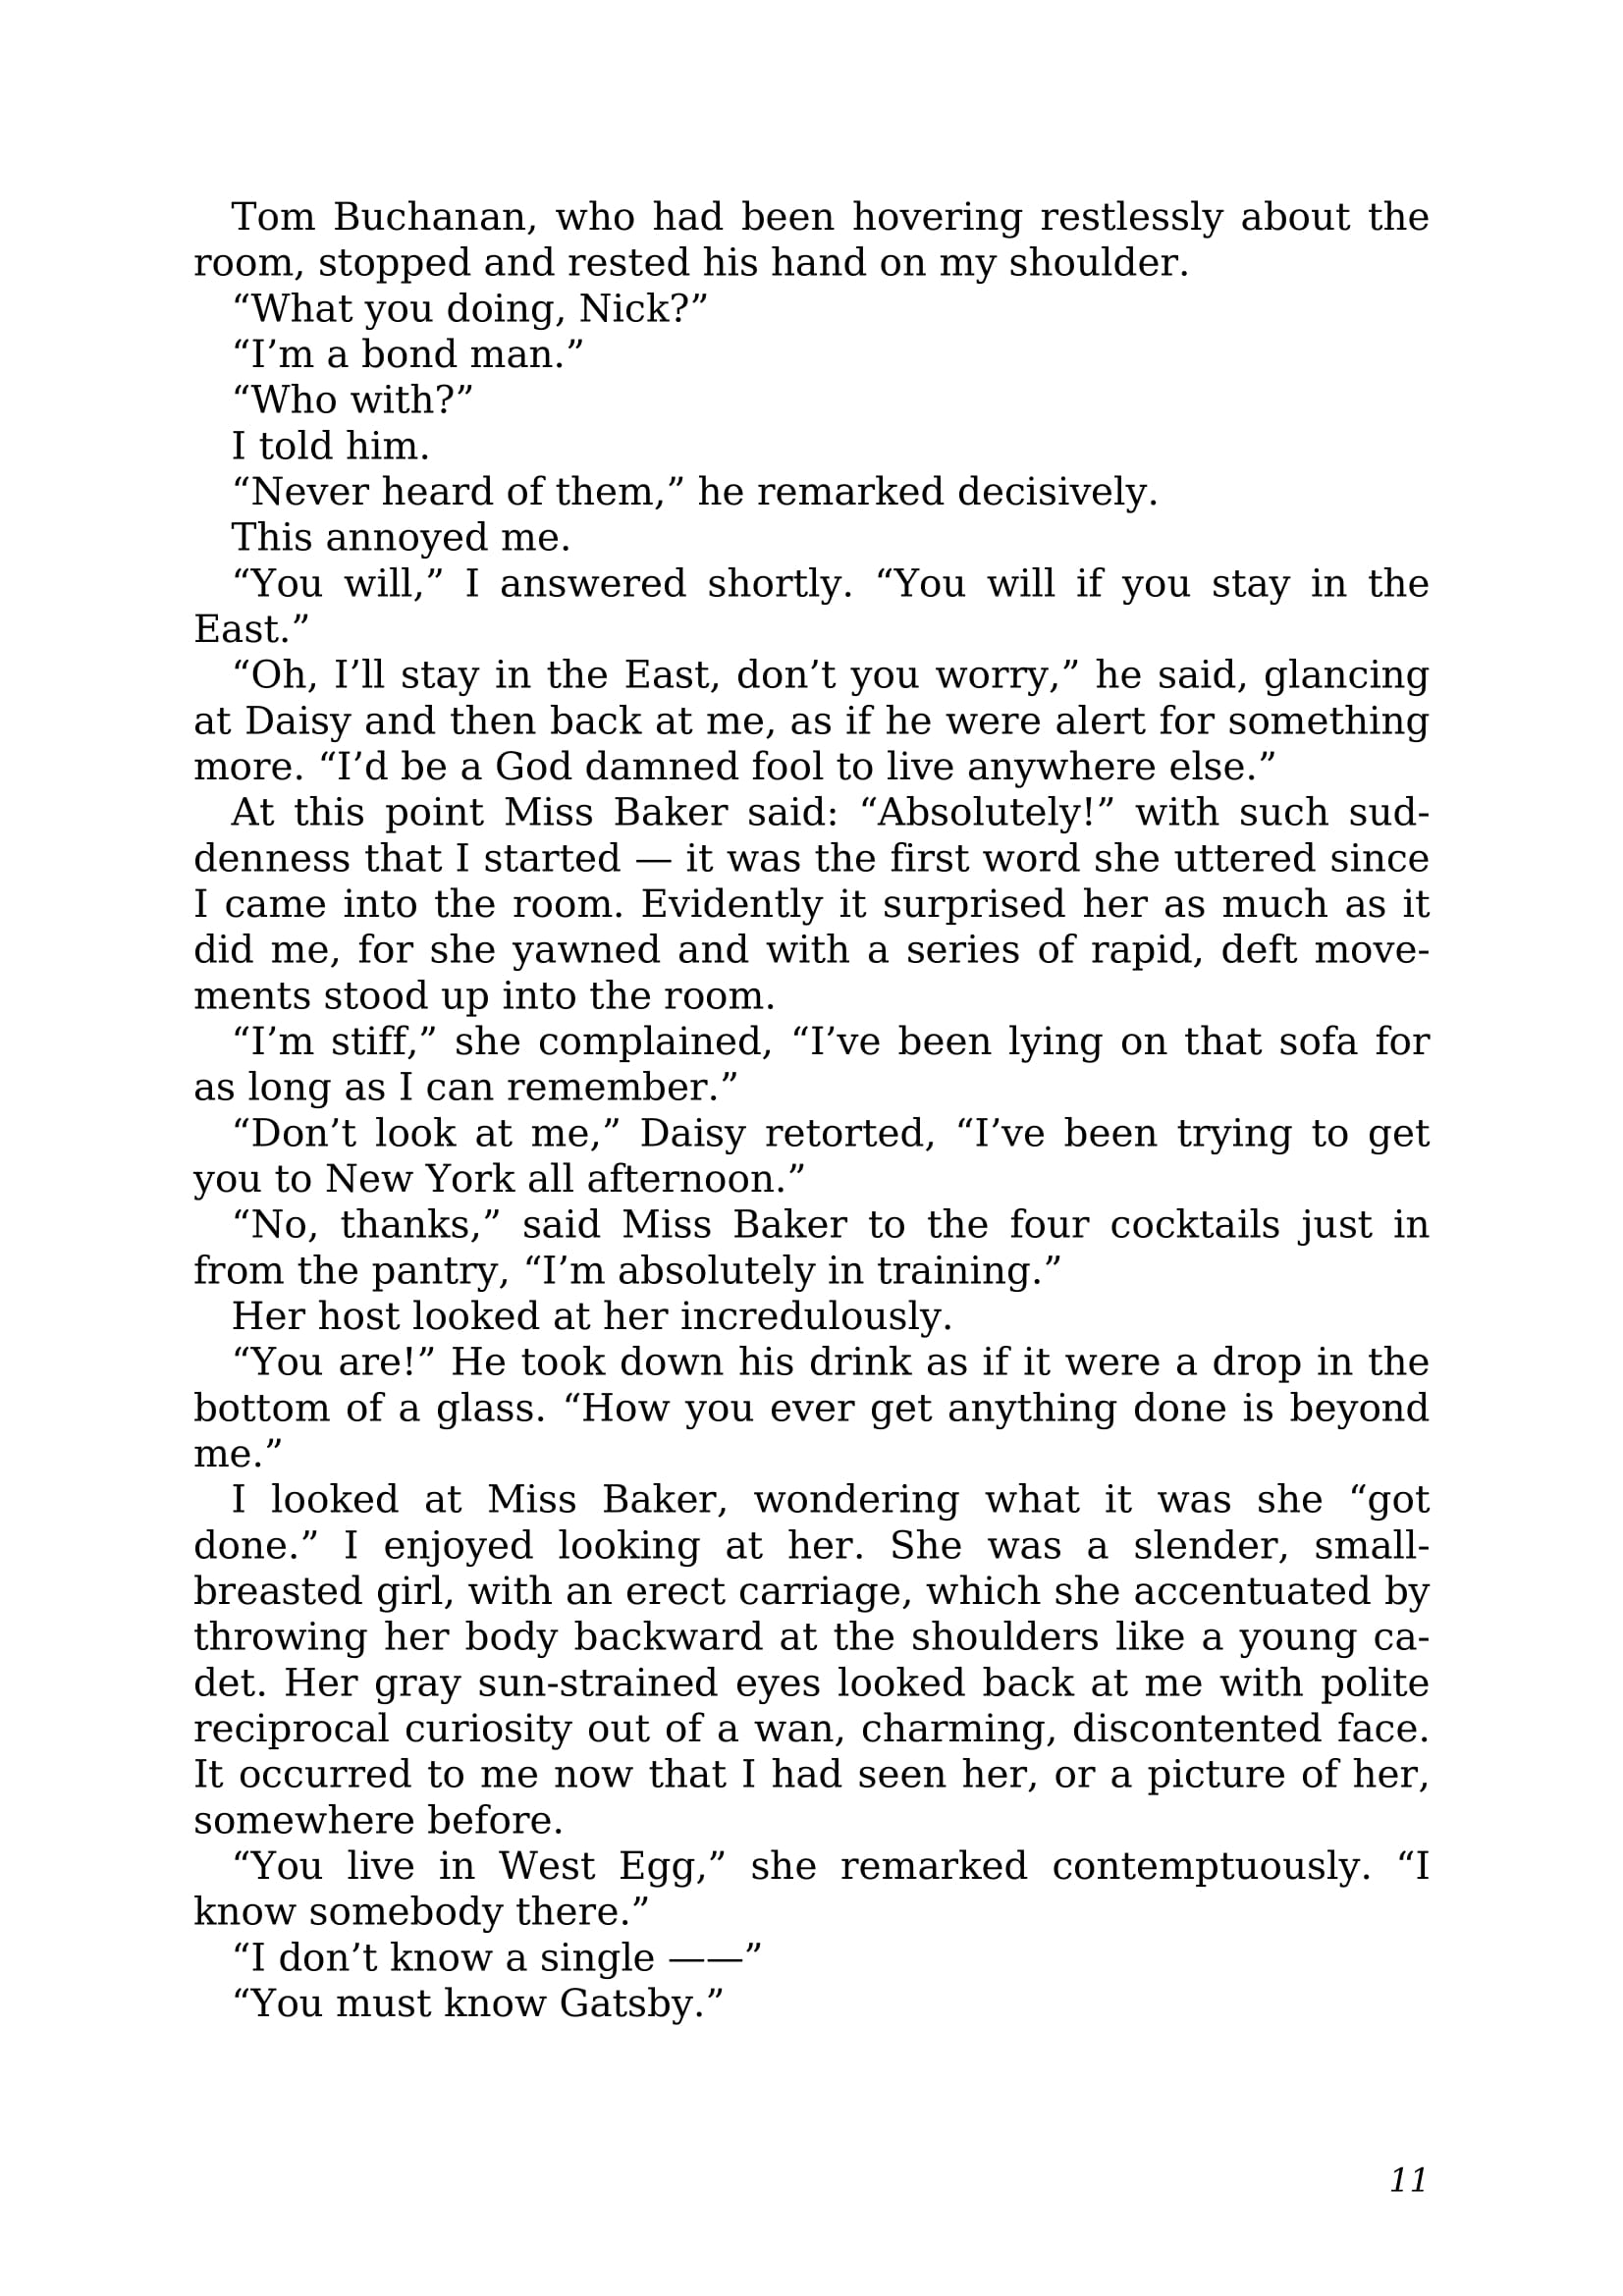 Tom Buchanan, who had been hovering restlessly about the
room, stopped and rested his hand on my shoulder.
“What you doing, Nick?”
“I’m a bond man.”
“Who with?”
I told him.
“Never heard of them,” he remarked decisively.
This annoyed me.
“You will,” I answered shortly. “You will if you stay in the
East.”
“Oh, I’ll stay in the East, don’t you worry,” he said, glancing
at Daisy and then back at me, as if he were alert for something
more. “I’d be a God damned fool to live anywhere else.”
At this point Miss Baker said: “Absolutely!” with such sud-
denness that I started — it was the first word she uttered since
I came into the room. Evidently it surprised her as much as it
did me, for she yawned and with a series of rapid, deft move-
ments stood up into the room.
“I’m stiff,” she complained, “I’ve been lying on that sofa for
as long as I can remember.”
“Don’t look at me,” Daisy retorted, “I’ve been trying to get
you to New York all afternoon.”
“No, thanks,” said Miss Baker to the four cocktails just in
from the pantry, “I’m absolutely in training.”
Her host looked at her incredulously.
“You are!” He took down his drink as if it were a drop in the
bottom of a glass. “How you ever get anything done is beyond
me.”
I looked at Miss Baker, wondering what it was she “got
done.” I enjoyed looking at her. She was a slender, small-
breasted girl, with an erect carriage, which she accentuated by
throwing her body backward at the shoulders like a young ca-
det. Her gray sun-strained eyes looked back at me with polite
reciprocal curiosity out of a wan, charming, discontented face.
It occurred to me now that I had seen her, or a picture of her,
somewhere before.
“You live in West Egg,” she remarked contemptuously. “I
know somebody there.”
“I don’t know a single ——”
“You must know Gatsby.”
11